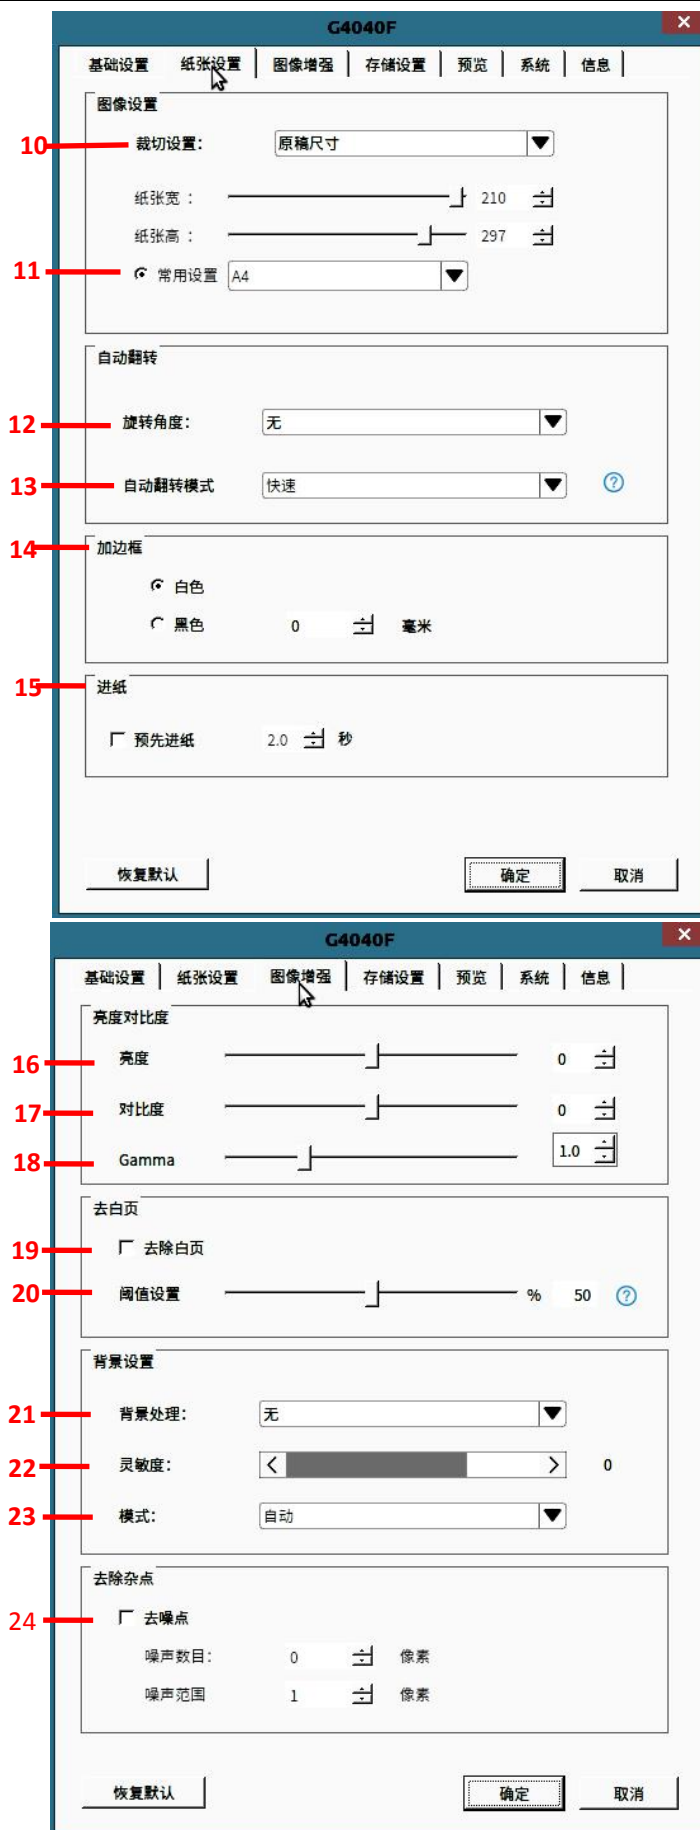 G4040F
基础设置 纸张设置 图像增强 存储设置 预览 系统 信息
图像设置
10 裁切设置： 原稿尺寸
纸张宽 ： 210
纸张高 ： 297
11 常用设置 A4
自动翻转
12 旋转角度： 无
13 自动翻转模式 快速 ?
14 加边框
白色
黑色 0 毫米
15 进纸
预先进纸 2.0 秒
恢复默认 确定 取消
G4040F
基础设置 纸张设置 图像增强 存储设置 预览 系统 信息
亮度对比度
16 亮度 0
17 对比度 0
18 Gamma 1.0
去白页
19 去除白页
20 阈值设置 % 50 ?
背景设置
21 背景处理： 无
22 灵敏度： 0
23 模式： 自动
去除杂点
24 去噪点
噪声数目： 0 像素
噪声范围 1 像素
恢复默认 确定 取消